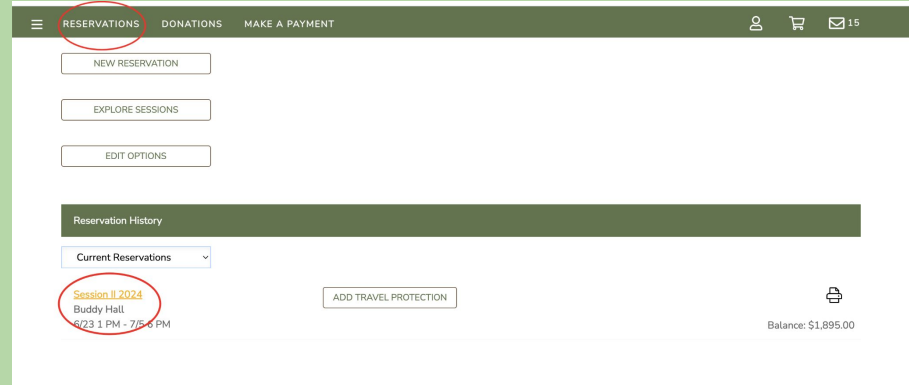 RESERVATIONS DONATIONS MAKE A PAYMENT 15
NEW RESERVATION
EXPLORE SESSIONS
EDIT OPTIONS
Reservation History
Current Reservations
Session II 2024 ADD TRAVEL PROTECTION
Buddy Hall
6/23 1 PM - 7/5 6 PM Balance: $1,895.00